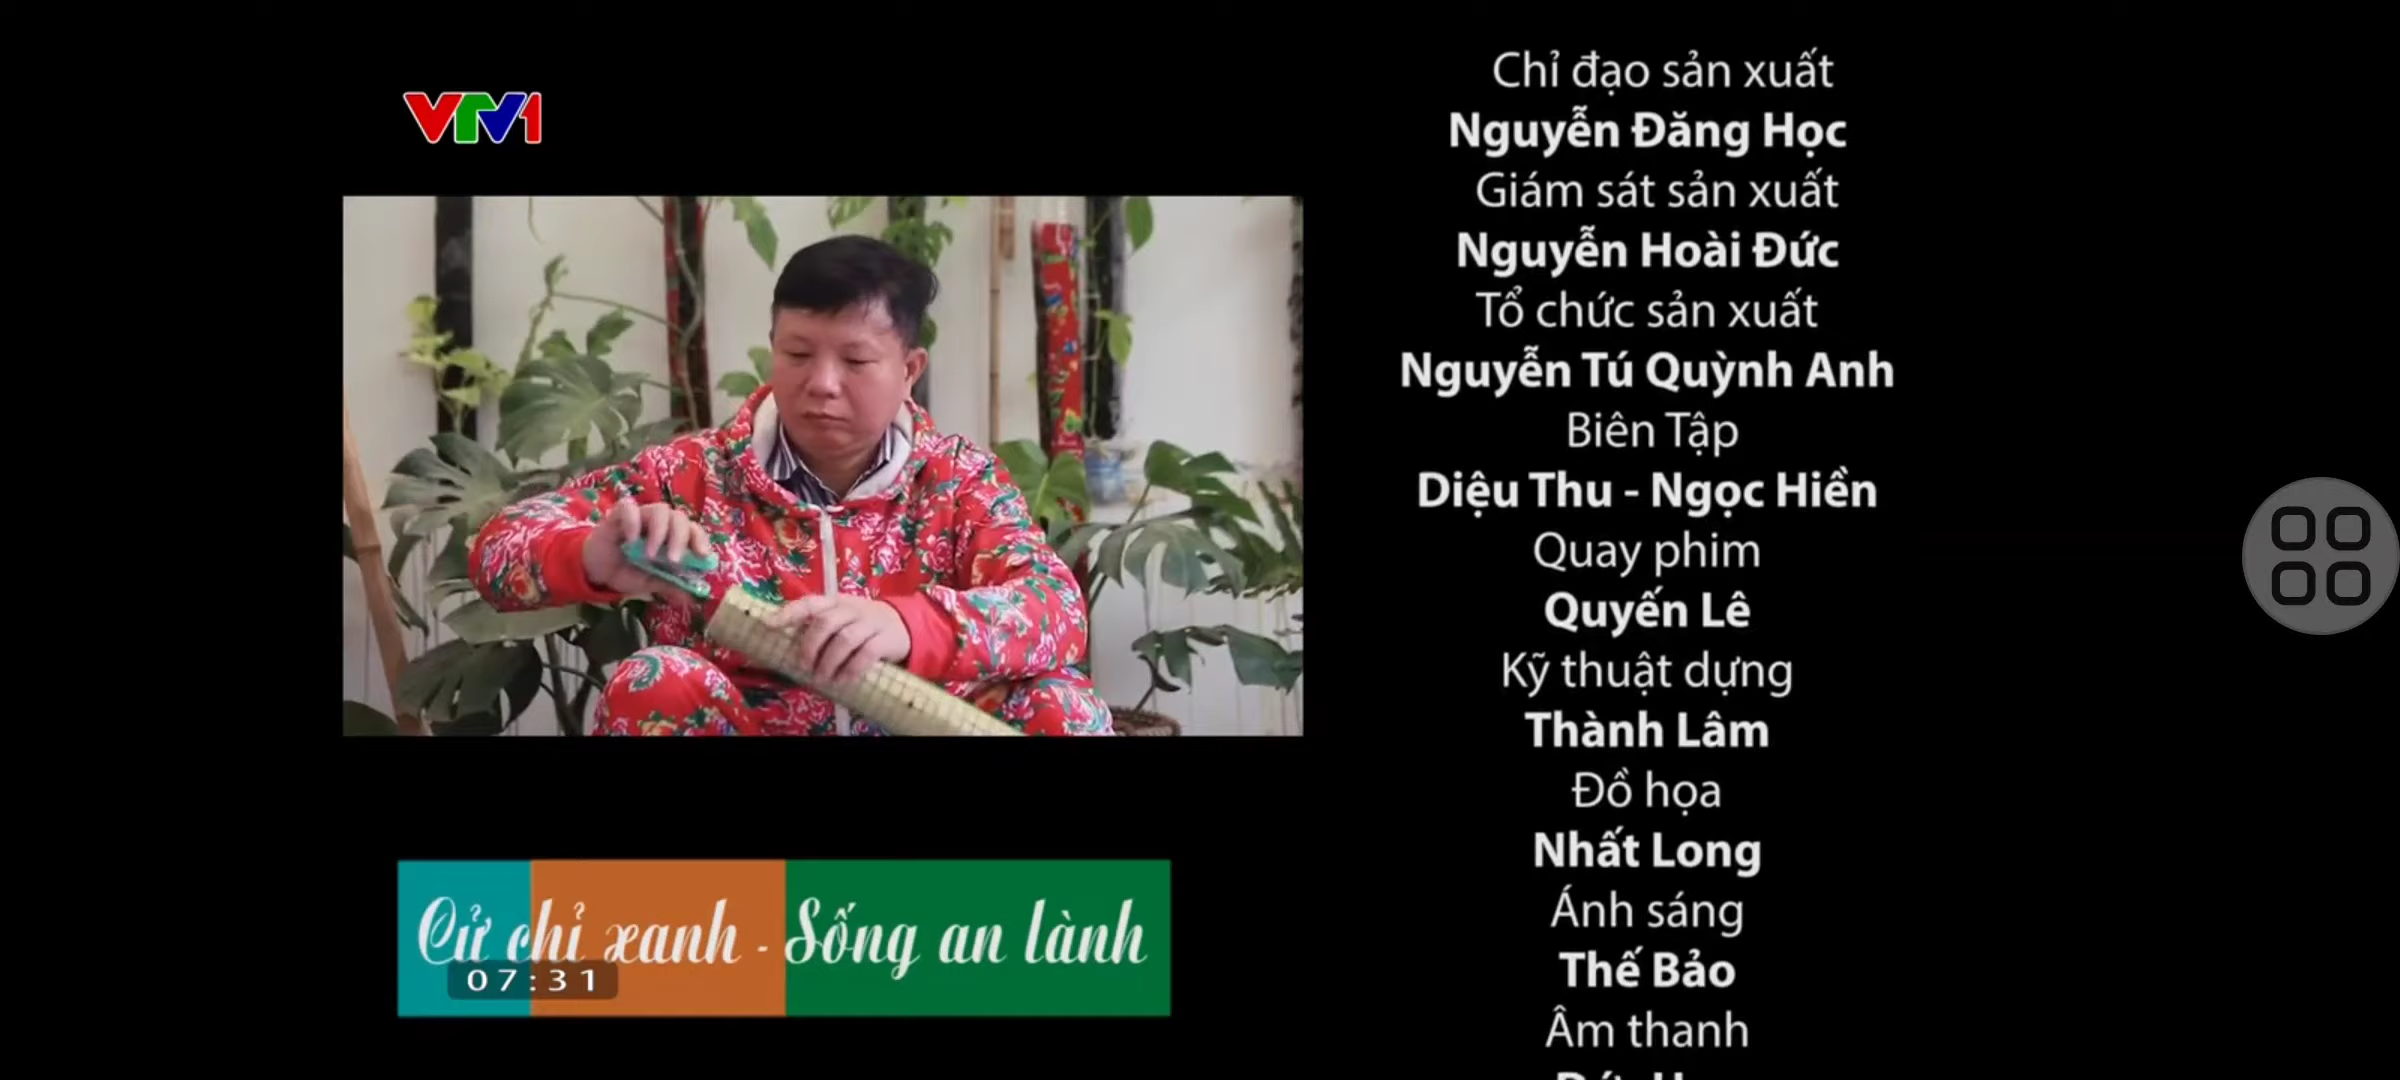 VTV1
Cử chỉ xanh - Sống an lành
07:31
Chỉ đạo sản xuất
Nguyễn Đăng Học
Giám sát sản xuất
Nguyễn Hoài Đức
Tổ chức sản xuất
Nguyễn Tú Quỳnh Anh
Biên Tập
Diệu Thu - Ngọc Hiền
Quay phim
Quyến Lê
Kỹ thuật dựng
Thành Lâm
Đồ họa
Nhất Long
Ánh sáng
Thế Bảo
Âm thanh